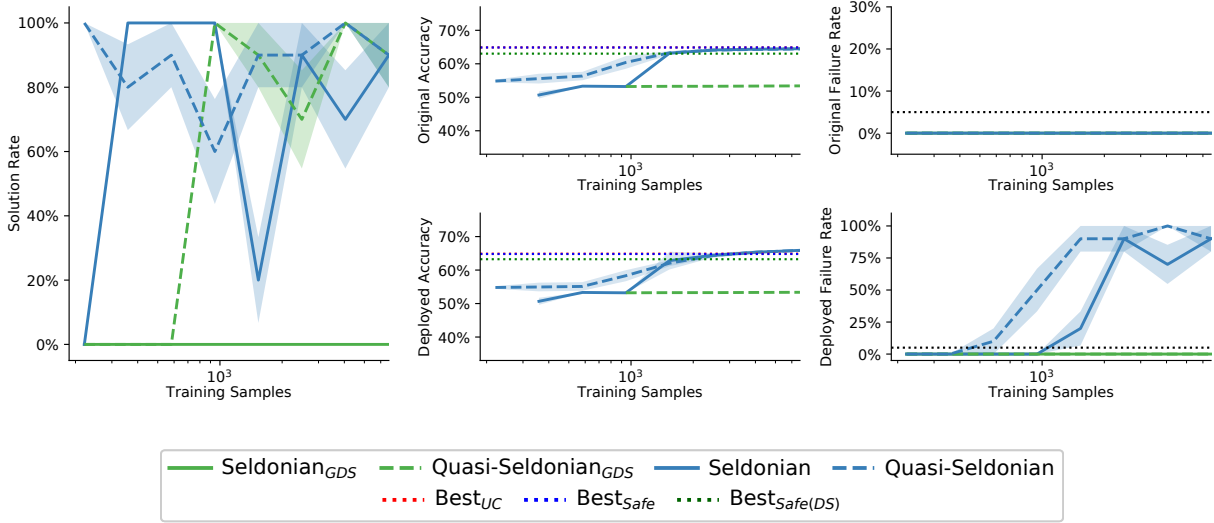 100%
80%
60%
40%
20%
0%
Solution Rate
10³
Training Samples
70%
60%
50%
40%
Original Accuracy
10³
Training Samples
30%
20%
10%
0%
Original Failure Rate
10³
Training Samples
70%
60%
50%
40%
Deployed Accuracy
10³
Training Samples
100%
75%
50%
25%
0%
Deployed Failure Rate
10³
Training Samples
Seldonian_GDS Quasi-Seldonian_GDS Seldonian Quasi-Seldonian
Best_UC Best_Safe Best_Safe(DS)